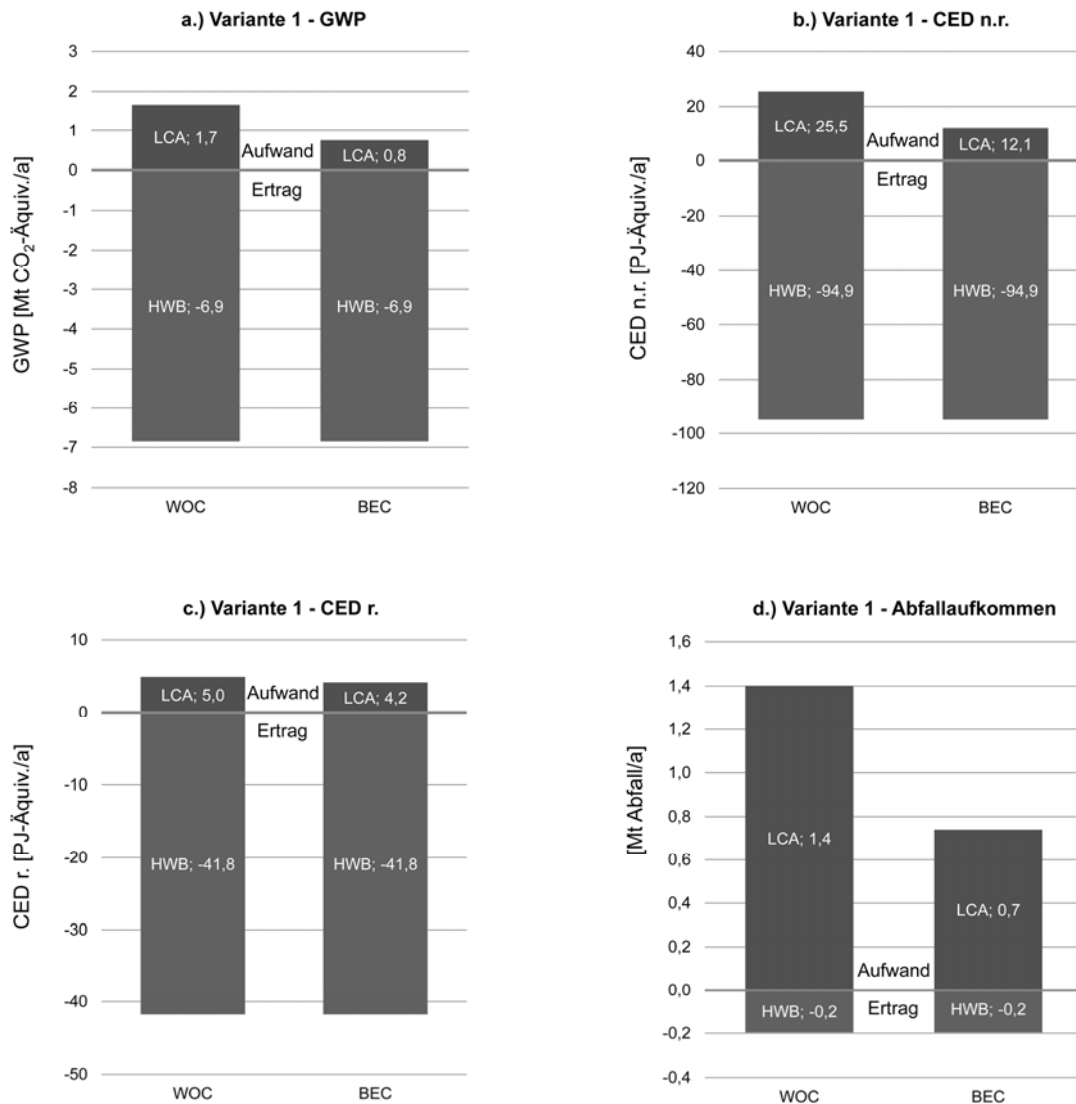 a.) Variante 1 - GWP
GWP [Mt CO₂-Äquiv./a]
3
2
1
0
-1
-2
-3
-4
-5
-6
-7
-8
LCA; 1,7
Aufwand
LCA; 0,8
Ertrag
HWB; -6,9
HWB; -6,9
WOC
BEC
b.) Variante 1 - CED n.r.
CED n.r. [PJ-Äquiv./a]
40
20
0
-20
-40
-60
-80
-100
-120
LCA; 25,5
Aufwand
LCA; 12,1
Ertrag
HWB; -94,9
HWB; -94,9
WOC
BEC
c.) Variante 1 - CED r.
CED r. [PJ-Äquiv./a]
10
0
-10
-20
-30
-40
-50
LCA; 5,0
Aufwand
LCA; 4,2
Ertrag
HWB; -41,8
HWB; -41,8
WOC
BEC
d.) Variante 1 - Abfallaufkommen
[Mt Abfall/a]
1,6
1,4
1,2
1,0
0,8
0,6
0,4
0,2
0,0
-0,2
-0,4
LCA; 1,4
LCA; 0,7
Aufwand
Ertrag
HWB; -0,2
HWB; -0,2
WOC
BEC